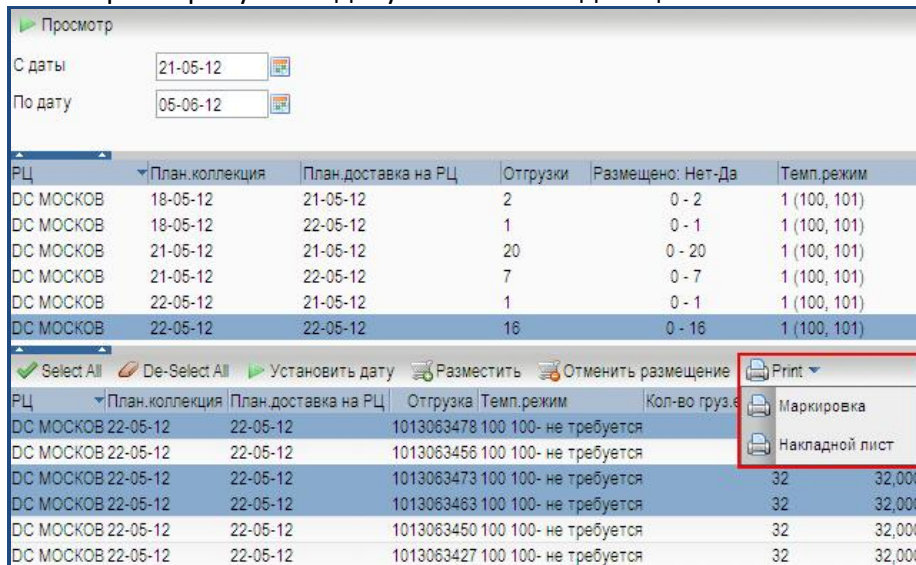 Просмотр
С даты 21-05-12
По дату 05-06-12
РЦ План.коллекция План.доставка на РЦ Отгрузки Размещено: Нет-Да Темп.режим
DC МОСКОВ 18-05-12 21-05-12 2 0 - 2 1 (100, 101)
DC МОСКОВ 18-05-12 22-05-12 1 0 - 1 1 (100, 101)
DC МОСКОВ 21-05-12 21-05-12 20 0 - 20 1 (100, 101)
DC МОСКОВ 21-05-12 22-05-12 7 0 - 7 1 (100, 101)
DC МОСКОВ 22-05-12 21-05-12 1 0 - 1 1 (100, 101)
DC МОСКОВ 22-05-12 22-05-12 16 0 - 16 1 (100, 101)
Select All De-Select All Установить дату Разместить Отменить размещение Print
РЦ План.коллекция План.доставка на РЦ Отгрузка Темп.режим Кол-во груз.е Маркировка
DC МОСКОВ 22-05-12 22-05-12 1013063478 100 100- не требуется
DC МОСКОВ 22-05-12 22-05-12 1013063456 100 100- не требуется Накладной лист
DC МОСКОВ 22-05-12 22-05-12 1013063473 100 100- не требуется 32 32,000
DC МОСКОВ 22-05-12 22-05-12 1013063463 100 100- не требуется 32 32,000
DC МОСКОВ 22-05-12 22-05-12 1013063450 100 100- не требуется 32 32,000
DC МОСКОВ 22-05-12 22-05-12 1013063427 100 100- не требуется 32 32,000